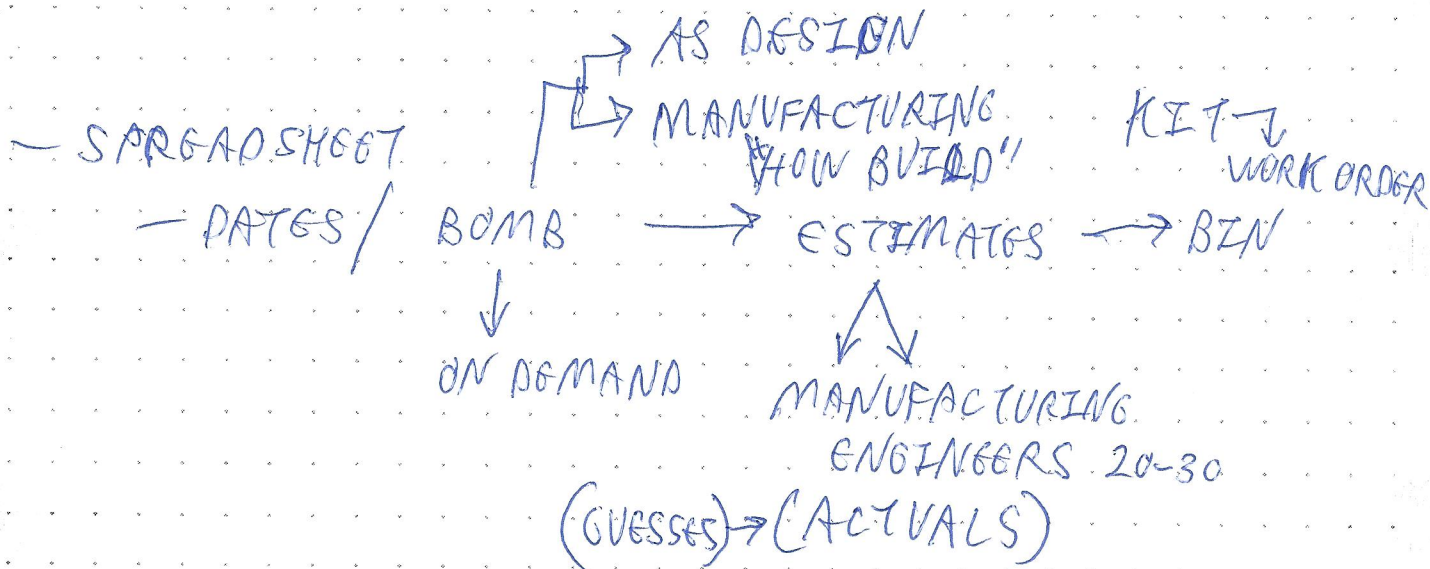 AS DESIGN
MANUFACTURING
"HOW BUILD"
KIT
WORK ORDER
- SPREADSHEET
- DATES / BOMB → ESTIMATES → BIN
ON DEMAND
MANUFACTURING
ENGINEERS 20-30
(GUESSES) → (ACTUALS)